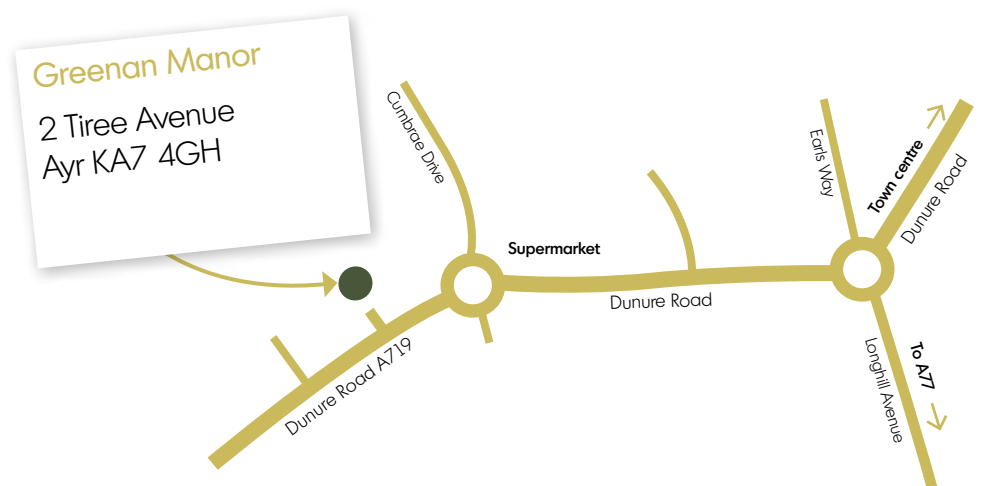 Greenan Manor
2 Tiree Avenue
Ayr KA7 4GH
Cumbrae Drive
Supermarket
Earls Way
Town centre
Dunure Road
Dunure Road
Dunure Road A719
Longhill Avenue
To A77